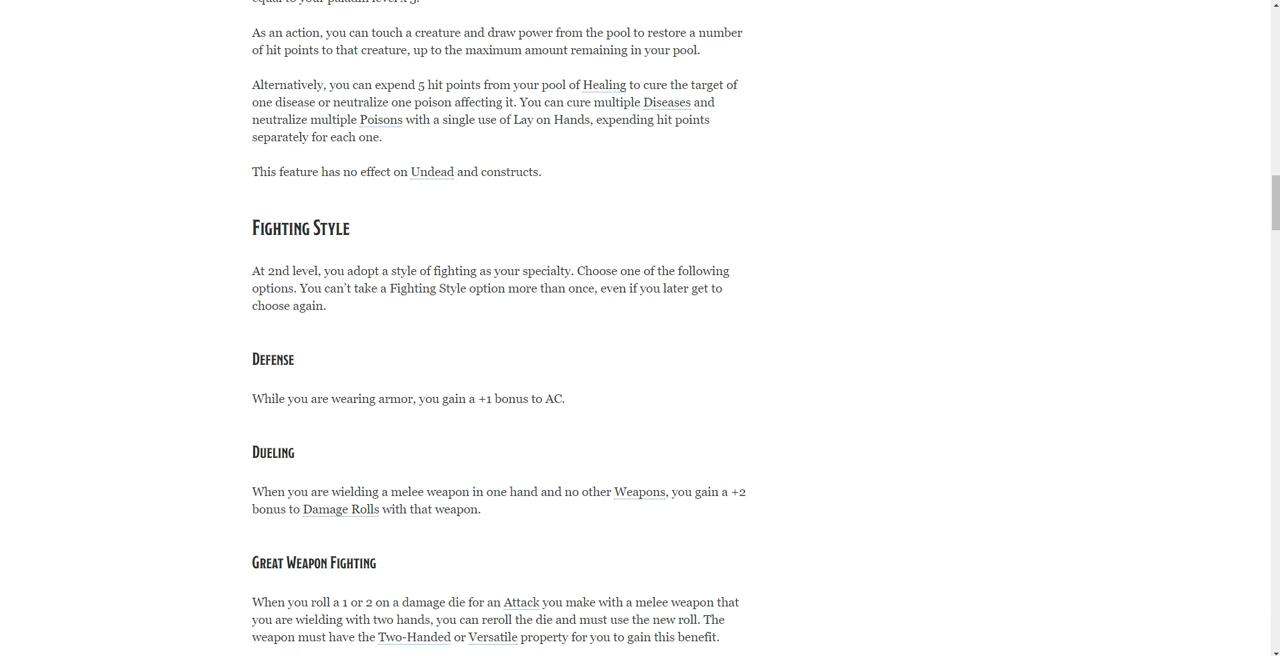 As an action, you can touch a creature and draw power from the pool to restore a number
of hit points to that creature, up to the maximum amount remaining in your pool.
Alternatively, you can expend 5 hit points from your pool of Healing to cure the target of
one disease or neutralize one poison affecting it. You can cure multiple Diseases and
neutralize multiple Poisons with a single use of Lay on Hands, expending hit points
separately for each one.
This feature has no effect on Undead and constructs.
Fighting Style
At 2nd level, you adopt a style of fighting as your specialty. Choose one of the following
options. You can’t take a Fighting Style option more than once, even if you later get to
choose again.
Defense
While you are wearing armor, you gain a +1 bonus to AC.
Dueling
When you are wielding a melee weapon in one hand and no other Weapons, you gain a +2
bonus to Damage Rolls with that weapon.
Great Weapon Fighting
When you roll a 1 or 2 on a damage die for an Attack you make with a melee weapon that
you are wielding with two hands, you can reroll the die and must use the new roll. The
weapon must have the Two-Handed or Versatile property for you to gain this benefit.